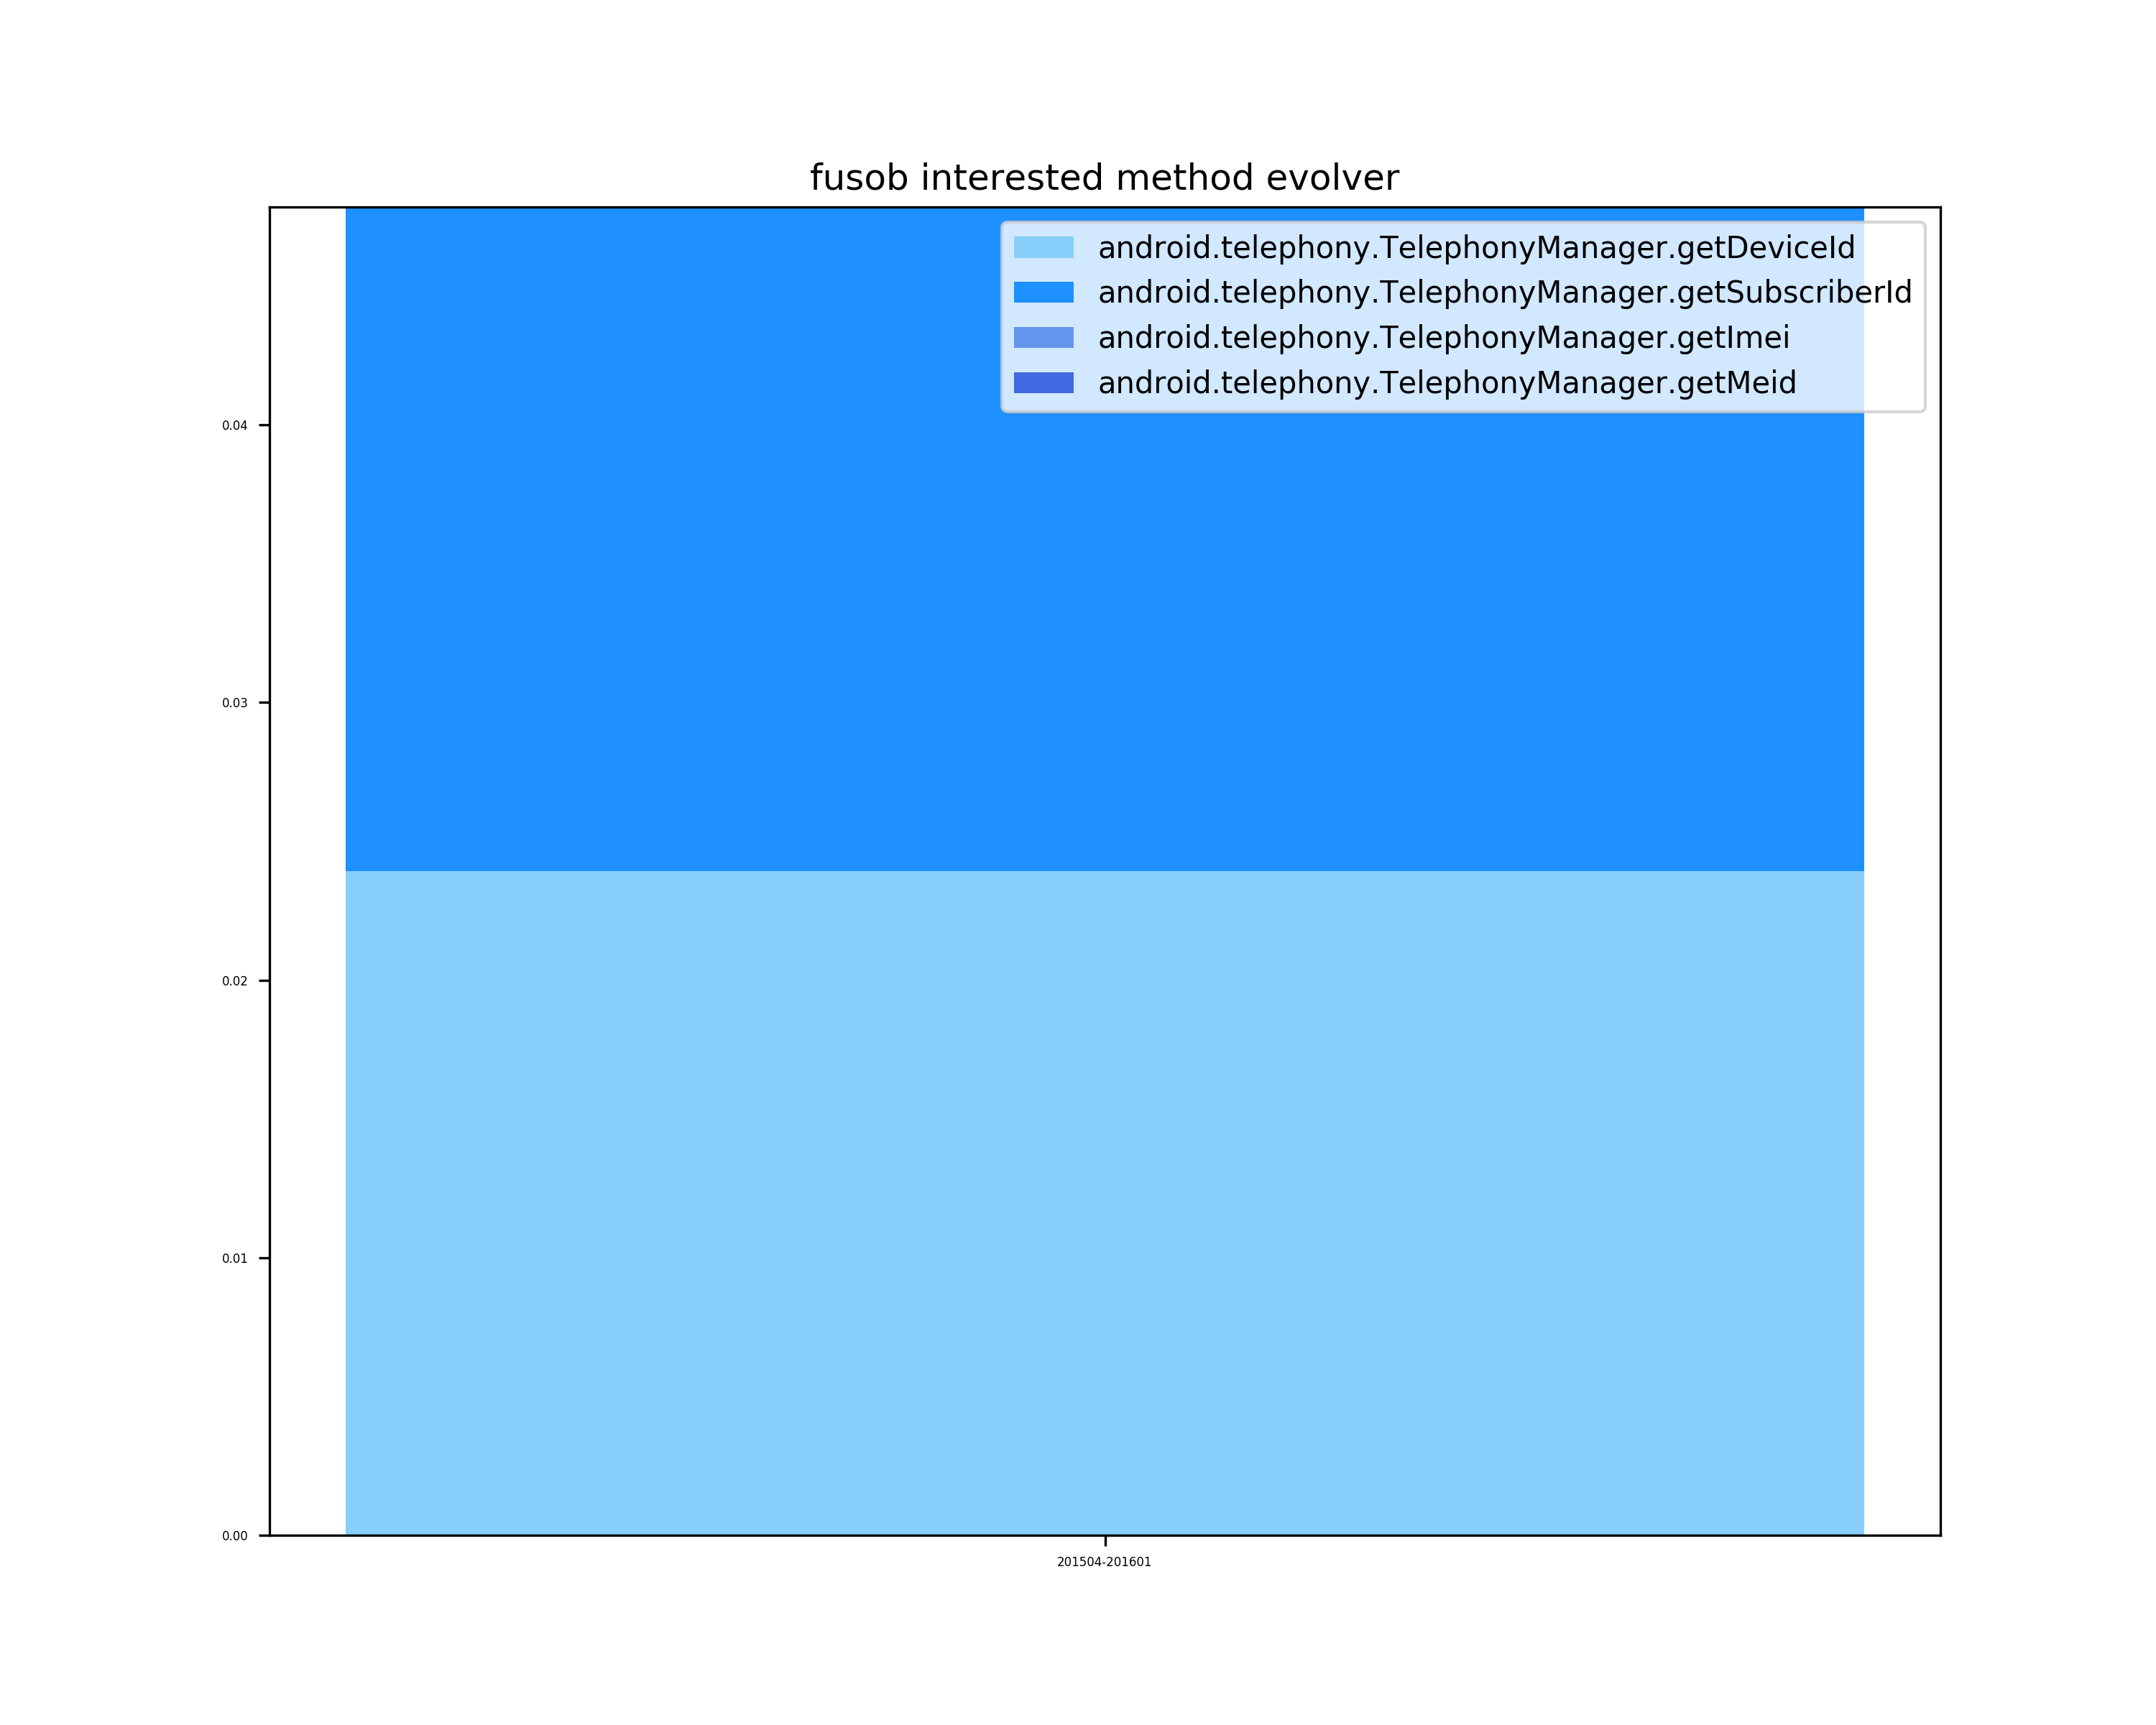 fusob interested method evolver
android.telephony.TelephonyManager.getDeviceId
android.telephony.TelephonyManager.getSubscriberId
android.telephony.TelephonyManager.getImei
android.telephony.TelephonyManager.getMeid
0.04
0.03
0.02
0.01
0.00
201504-201601